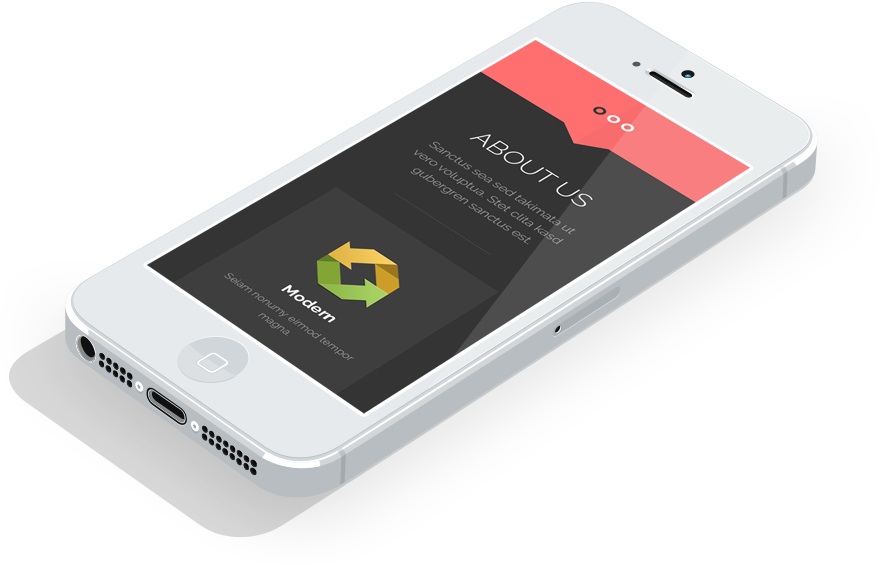 ABOUT US
Sanctus sea sed takimata ut
vero voluptua. Stet clita kasd
gubergren sanctus est.
Modern
Seiam nonumy eirmod tempor
magna.